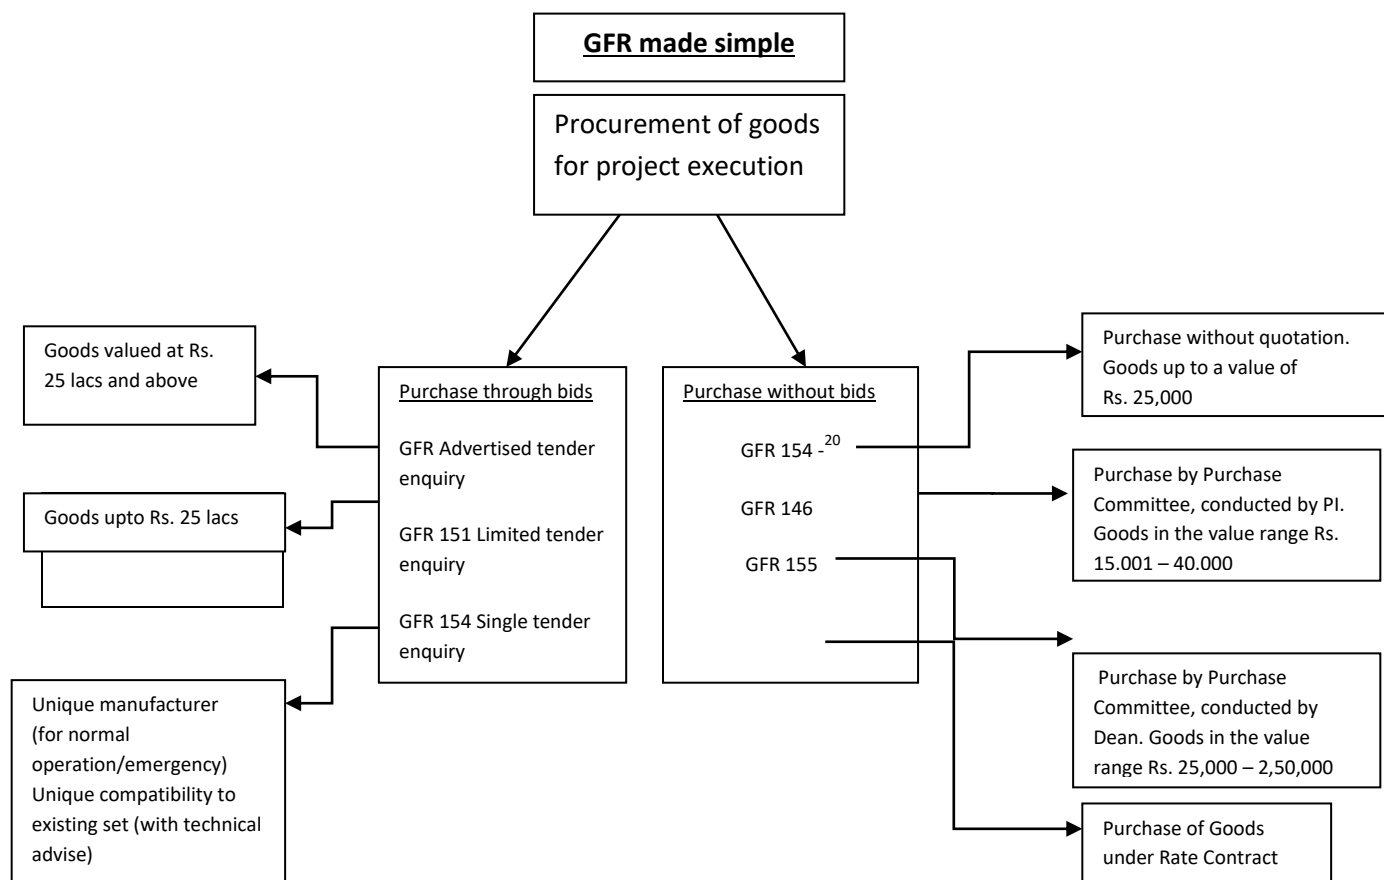 GFR made simple
Procurement of goods
for project execution
Goods valued at Rs.
25 lacs and above
Goods upto Rs. 25 lacs
Unique manufacturer
(for normal
operation/emergency)
Unique compatibility to
existing set (with technical
advise)
Purchase through bids
GFR Advertised tender
enquiry
GFR 151 Limited tender
enquiry
GFR 154 Single tender
enquiry
Purchase without bids
GFR 154 -20
GFR 146
GFR 155
Purchase without quotation.
Goods up to a value of
Rs. 25,000
Purchase by Purchase
Committee, conducted by PI.
Goods in the value range Rs.
15.001 – 40.000
Purchase by Purchase
Committee, conducted by
Dean. Goods in the value
range Rs. 25,000 – 2,50,000
Purchase of Goods
under Rate Contract